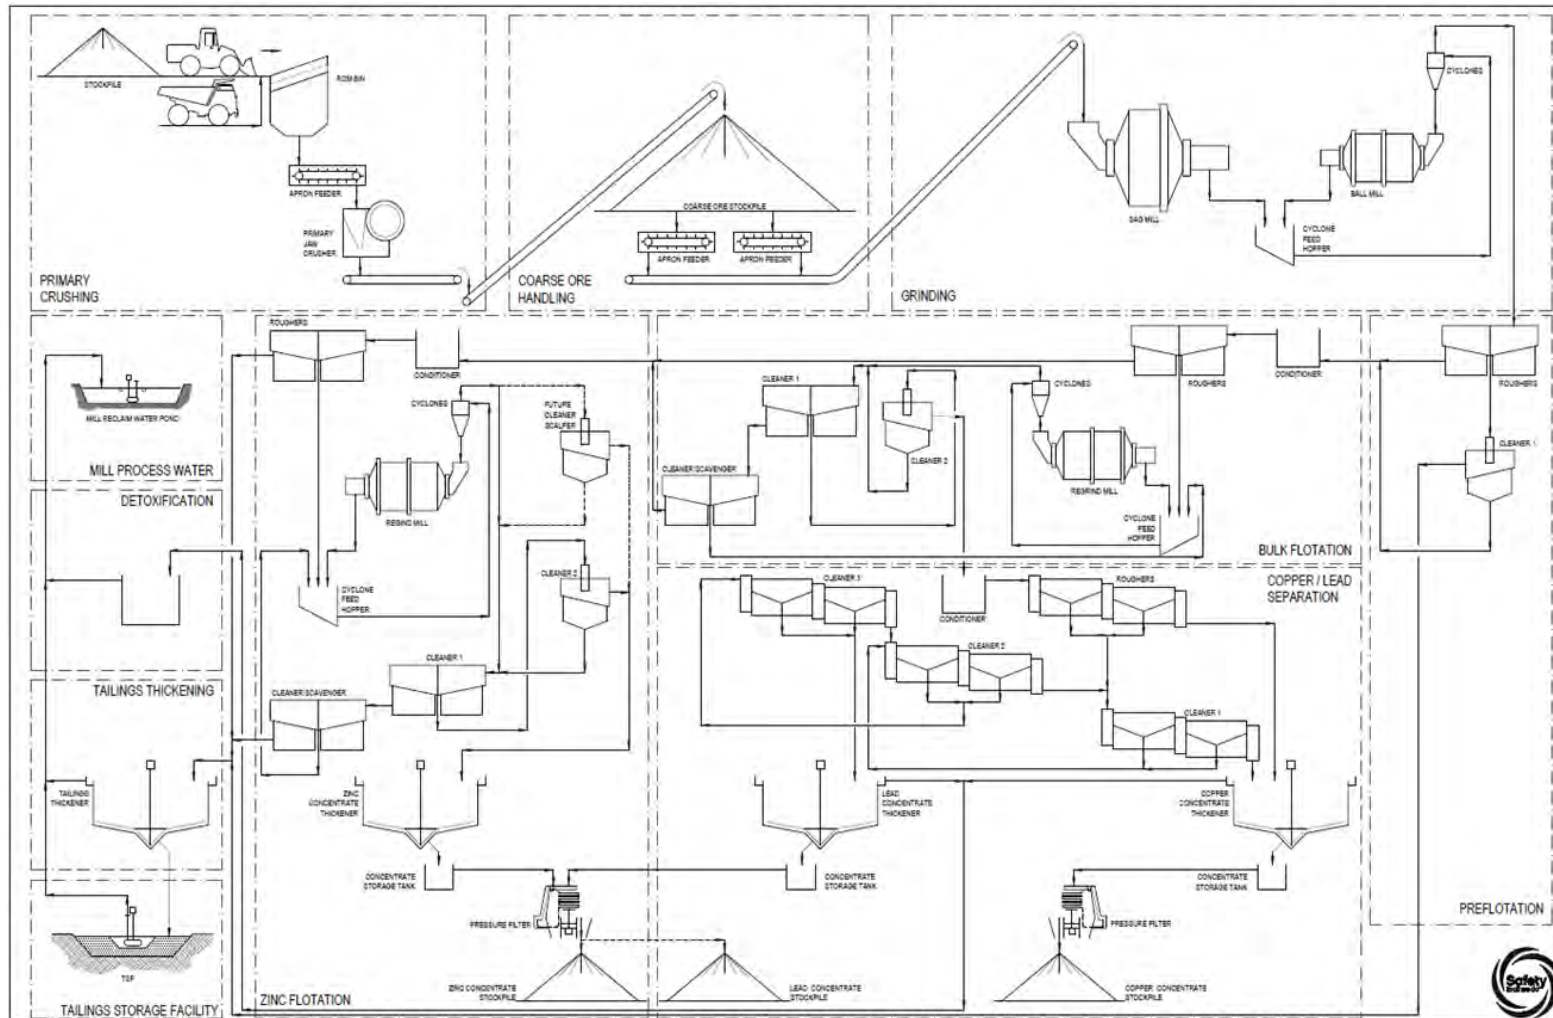 STOCKPILE
ROM BIN
APRON FEEDER
PRIMARY
JAW
CRUSHER
PRIMARY
CRUSHING
COARSE ORE STOCKPILE
APRON FEEDER
APRON FEEDER
COARSE ORE
HANDLING
CYCLONES
SAG MILL
BALL MILL
CYCLONE
FEED
HOPPER
GRINDING
MILL RECLAIM WATER POND
MILL PROCESS WATER
DETOXIFICATION
TAILINGS THICKENING
TAILINGS
THICKENER
TSF
TAILINGS STORAGE FACILITY
ROUGHERS
CONDITIONER
CYCLONES
FUTURE
CLEANER
SCALPER
REGIND MILL
CYCLONE
FEED
HOPPER
CLEANER 2
CLEANER 1
CLEANER/SCAVENGER
ZINC
CONCENTRATE
THICKENER
CONCENTRATE
STORAGE TANK
PRESSURE FILTER
ZINC CONCENTRATE
STOCKPILE
ZINC FLOTATION
CLEANER 1
CLEANER 2
CLEANER/SCAVENGER
CYCLONES
REGRIND MILL
CYCLONE
FEED
HOPPER
ROUGHERS
CONDITIONER
BULK FLOTATION
COPPER / LEAD
SEPARATION
CLEANER 3
CONDITIONER
ROUGHERS
CLEANER 2
CLEANER 1
LEAD
CONCENTRATE
THICKENER
COPPER
CONCENTRATE
THICKENER
CONCENTRATE
STORAGE TANK
CONCENTRATE
STORAGE TANK
PRESSURE FILTER
LEAD CONCENTRATE
STOCKPILE
COPPER CONCENTRATE
STOCKPILE
ROUGHERS
CLEANER 1
PREFLOTATION
Safety